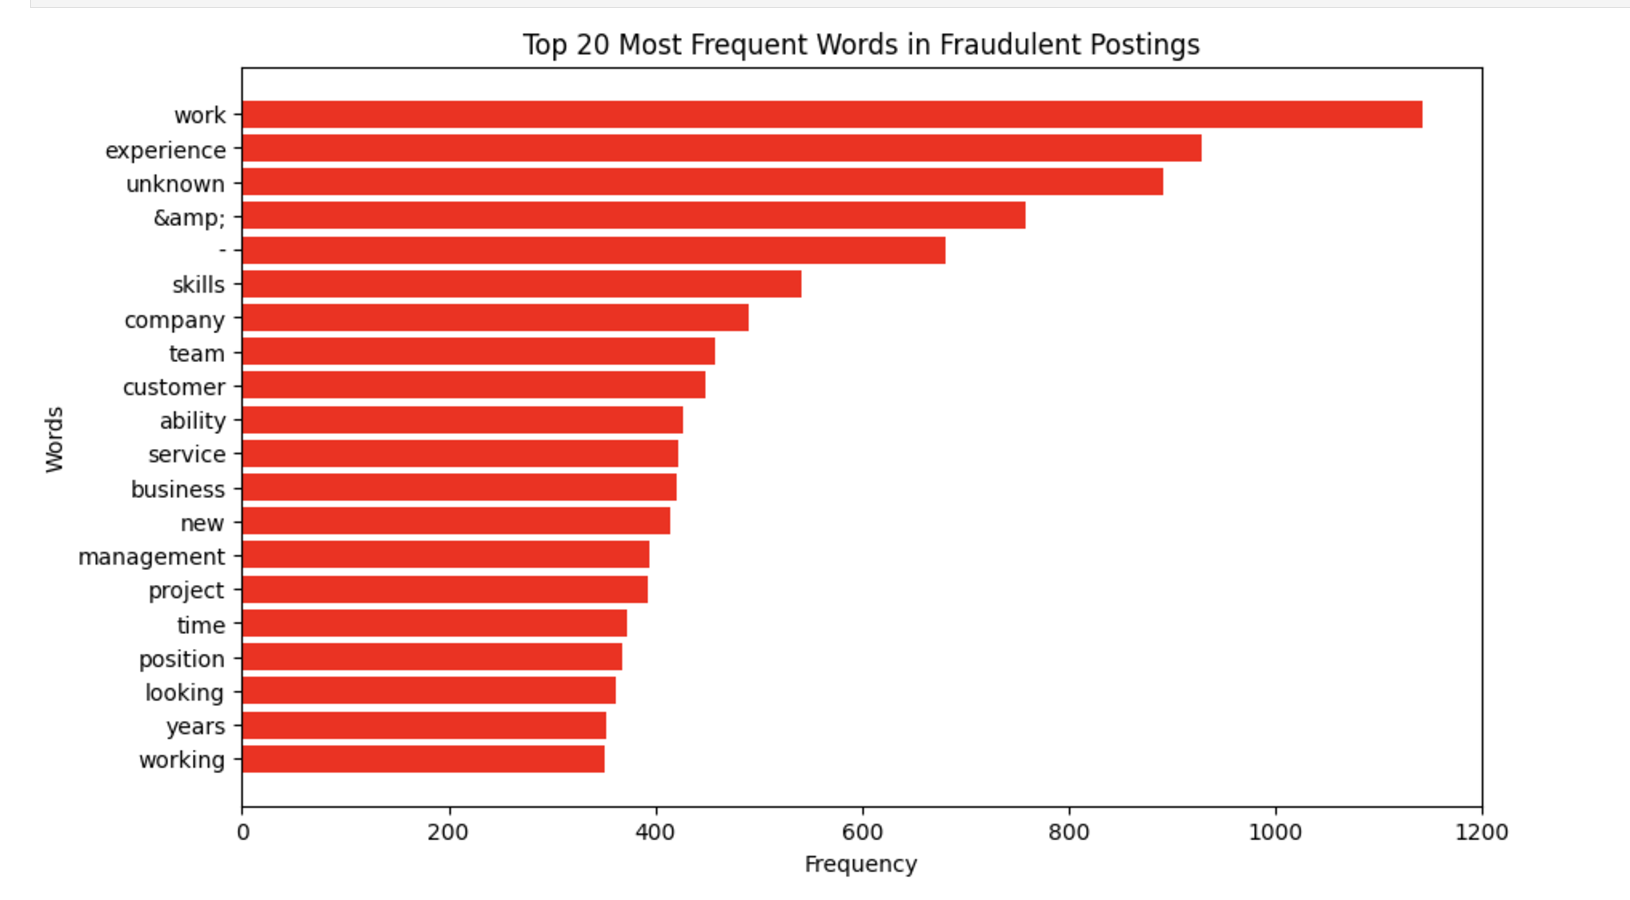 Top 20 Most Frequent Words in Fraudulent Postings
work
experience
unknown
&amp;
-
skills
company
team
customer
ability
service
business
new
management
project
time
position
looking
years
working
Words
0 200 400 600 800 1000 1200
Frequency